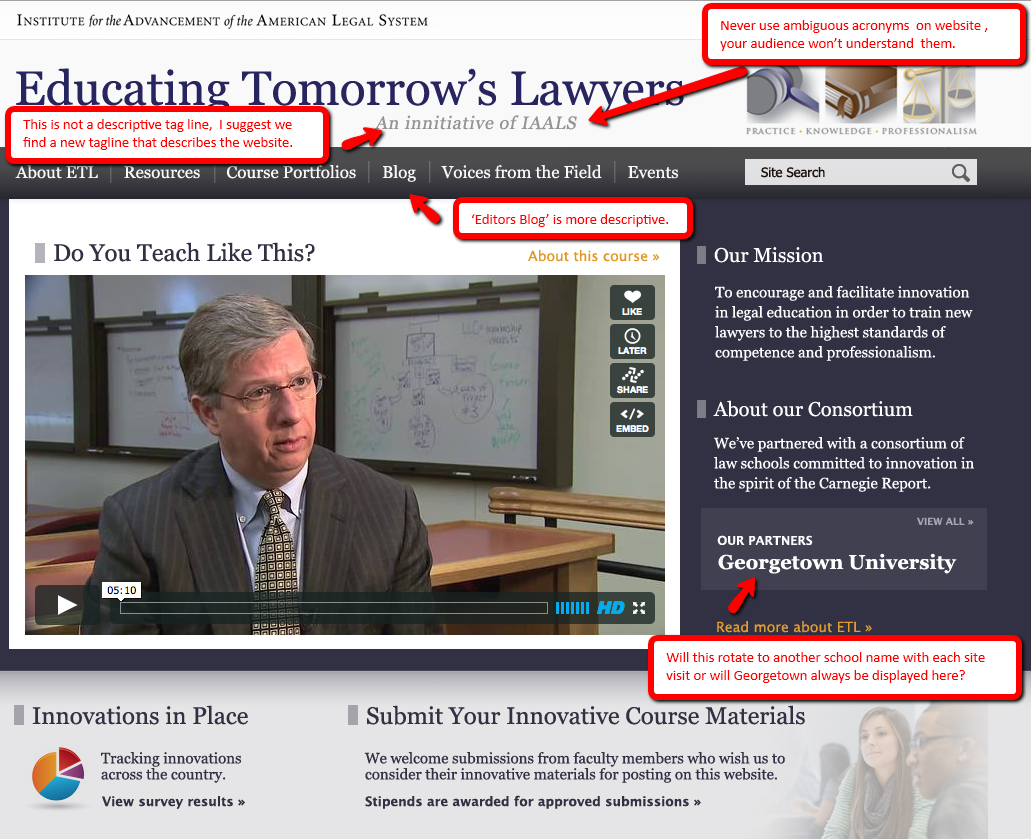 INSTITUTE for the ADVANCEMENT of the AMERICAN LEGAL SYSTEM
Never use ambiguous acronyms on website ,
your audience won't understand them.
Educating Tomorrow's Lawyers
This is not a descriptive tag line, I suggest we
find a new tagline that describes the website.
An innitiative of IAALS
PRACTICE • KNOWLEDGE • PROFESSIONALISM
About ETL
Resources
Course Portfolios
Blog
Voices from the Field
Events
Site Search
'Editors Blog' is more descriptive.
Do You Teach Like This?
About this course »
LIKE
LATER
SHARE
EMBED
LLC = membership
05:10
HD
Our Mission
To encourage and facilitate innovation
in legal education in order to train new
lawyers to the highest standards of
competence and professionalism.
About our Consortium
We've partnered with a consortium of
law schools committed to innovation in
the spirit of the Carnegie Report.
VIEW ALL »
OUR PARTNERS
Georgetown University
Read more about ETL »
Will this rotate to another school name with each site
visit or will Georgetown always be displayed here?
Innovations in Place
Tracking innovations
across the country.
View survey results »
Submit Your Innovative Course Materials
We welcome submissions from faculty members who wish us to
consider their innovative materials for posting on this website.
Stipends are awarded for approved submissions »